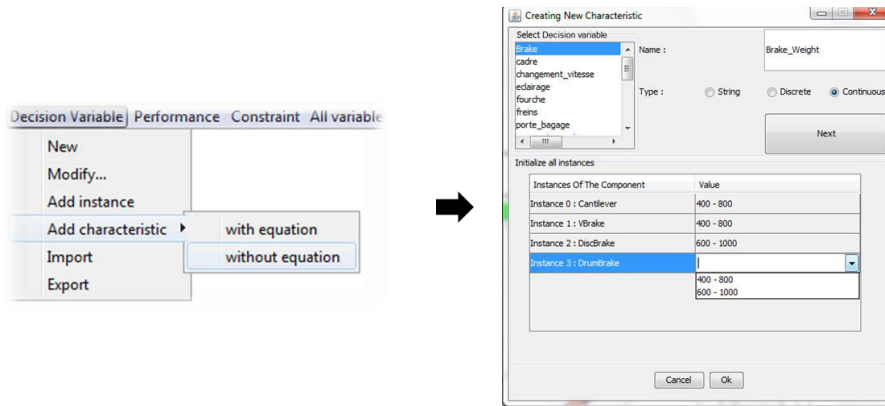 Decision Variable Performance Constraint All variable
New
Modify...
Add instance
Add characteristic
with equation
Import
without equation
Export
Creating New Characteristic
Select Decision variable
Brake
cadre
changement_vitesse
eclairage
fourche
freins
porte_bagage
Name :
Brake_Weight
Type :
String
Discrete
Continuous
Next
Initialize all instances
Instances Of The Component Value
Instance 0 : Cantilever 400 - 800
Instance 1 : VBrake 400 - 800
Instance 2 : DiscBrake 600 - 1000
Instance 3 : DrumBrake
400 - 800
600 - 1000
Cancel Ok